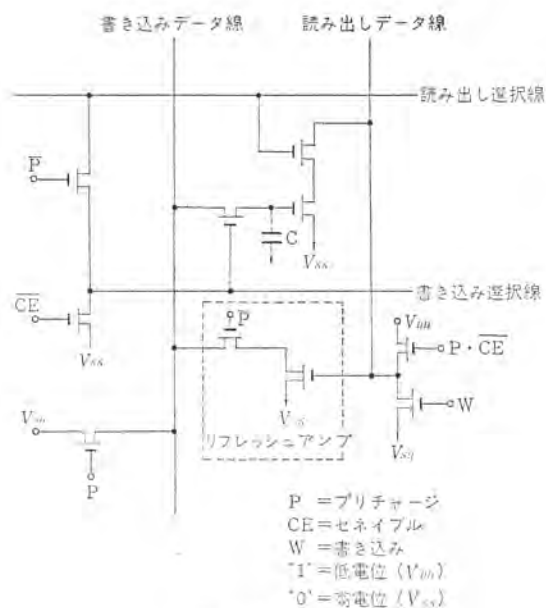 書き込みデータ線
読み出しデータ線
読み出し選択線
P̅
C
Vss
書き込み選択線
C̅E̅
P
Vss
P・C̅E̅
W
リフレッシュアンプ
P
P =プリチャージ
CE=セネイブル
W =書き込み
"1"=低電位
"0"=高電位